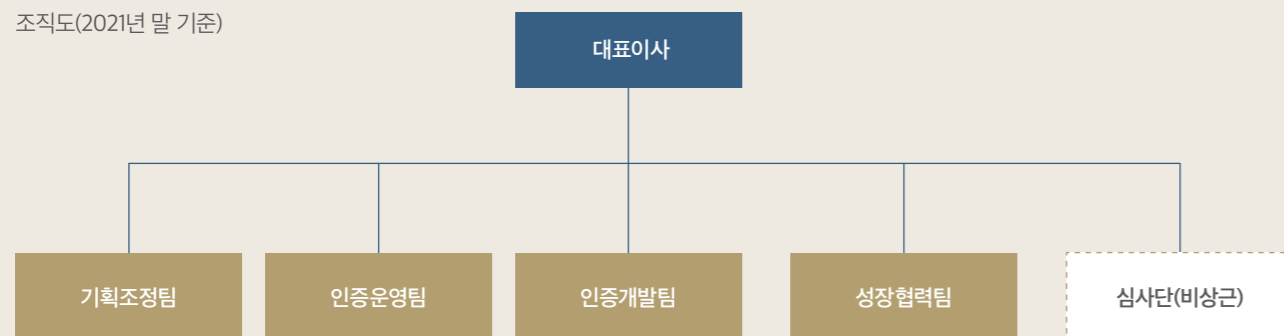 조직도(2021년 말 기준)
대표이사
기획조정팀
인증운영팀
인증개발팀
성장협력팀
심사단(비상근)